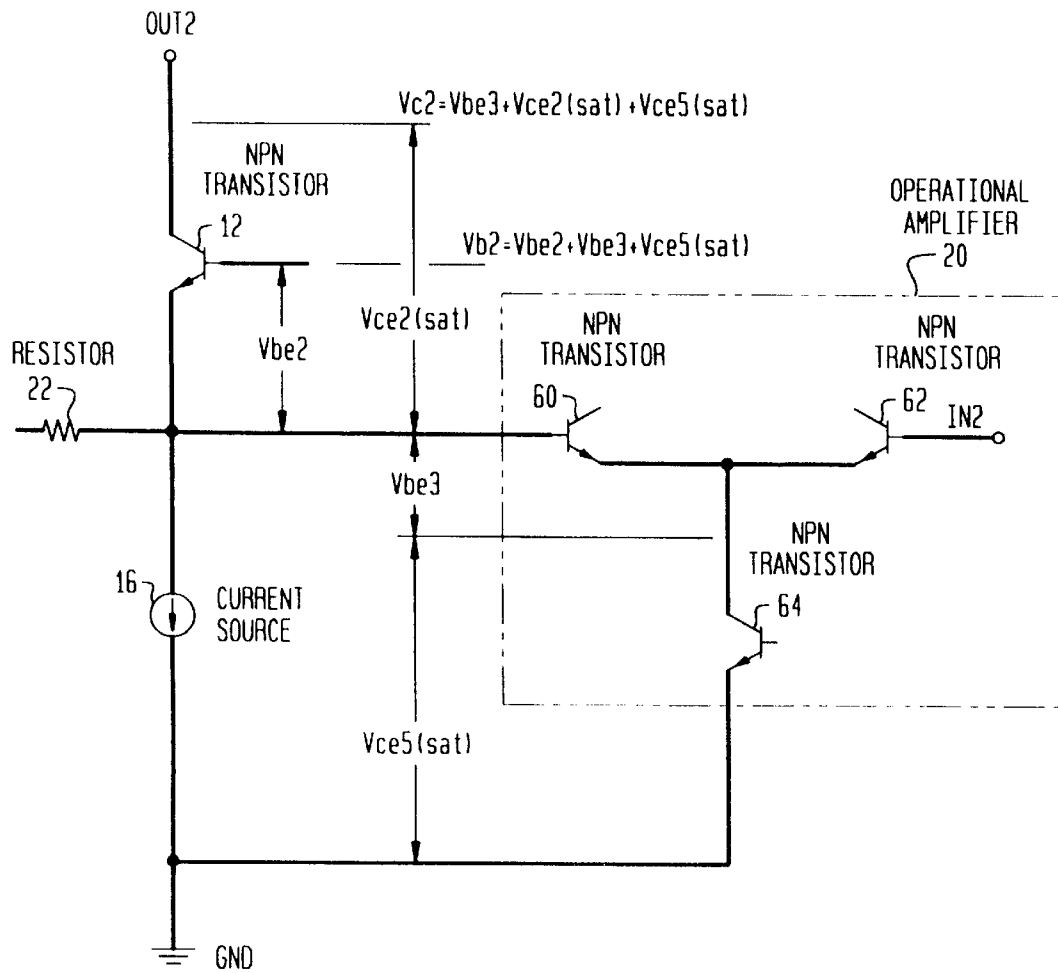 OUT2
Vc2=Vbe3+Vce2(sat)+Vce5(sat)
NPN
TRANSISTOR
12
OPERATIONAL
AMPLIFIER
20
Vb2=Vbe2+Vbe3+Vce5(sat)
Vce2(sat)
Vbe2
NPN
TRANSISTOR
NPN
TRANSISTOR
RESISTOR
22
60
62
IN2
Vbe3
NPN
TRANSISTOR
16
CURRENT
SOURCE
64
Vce5(sat)
GND